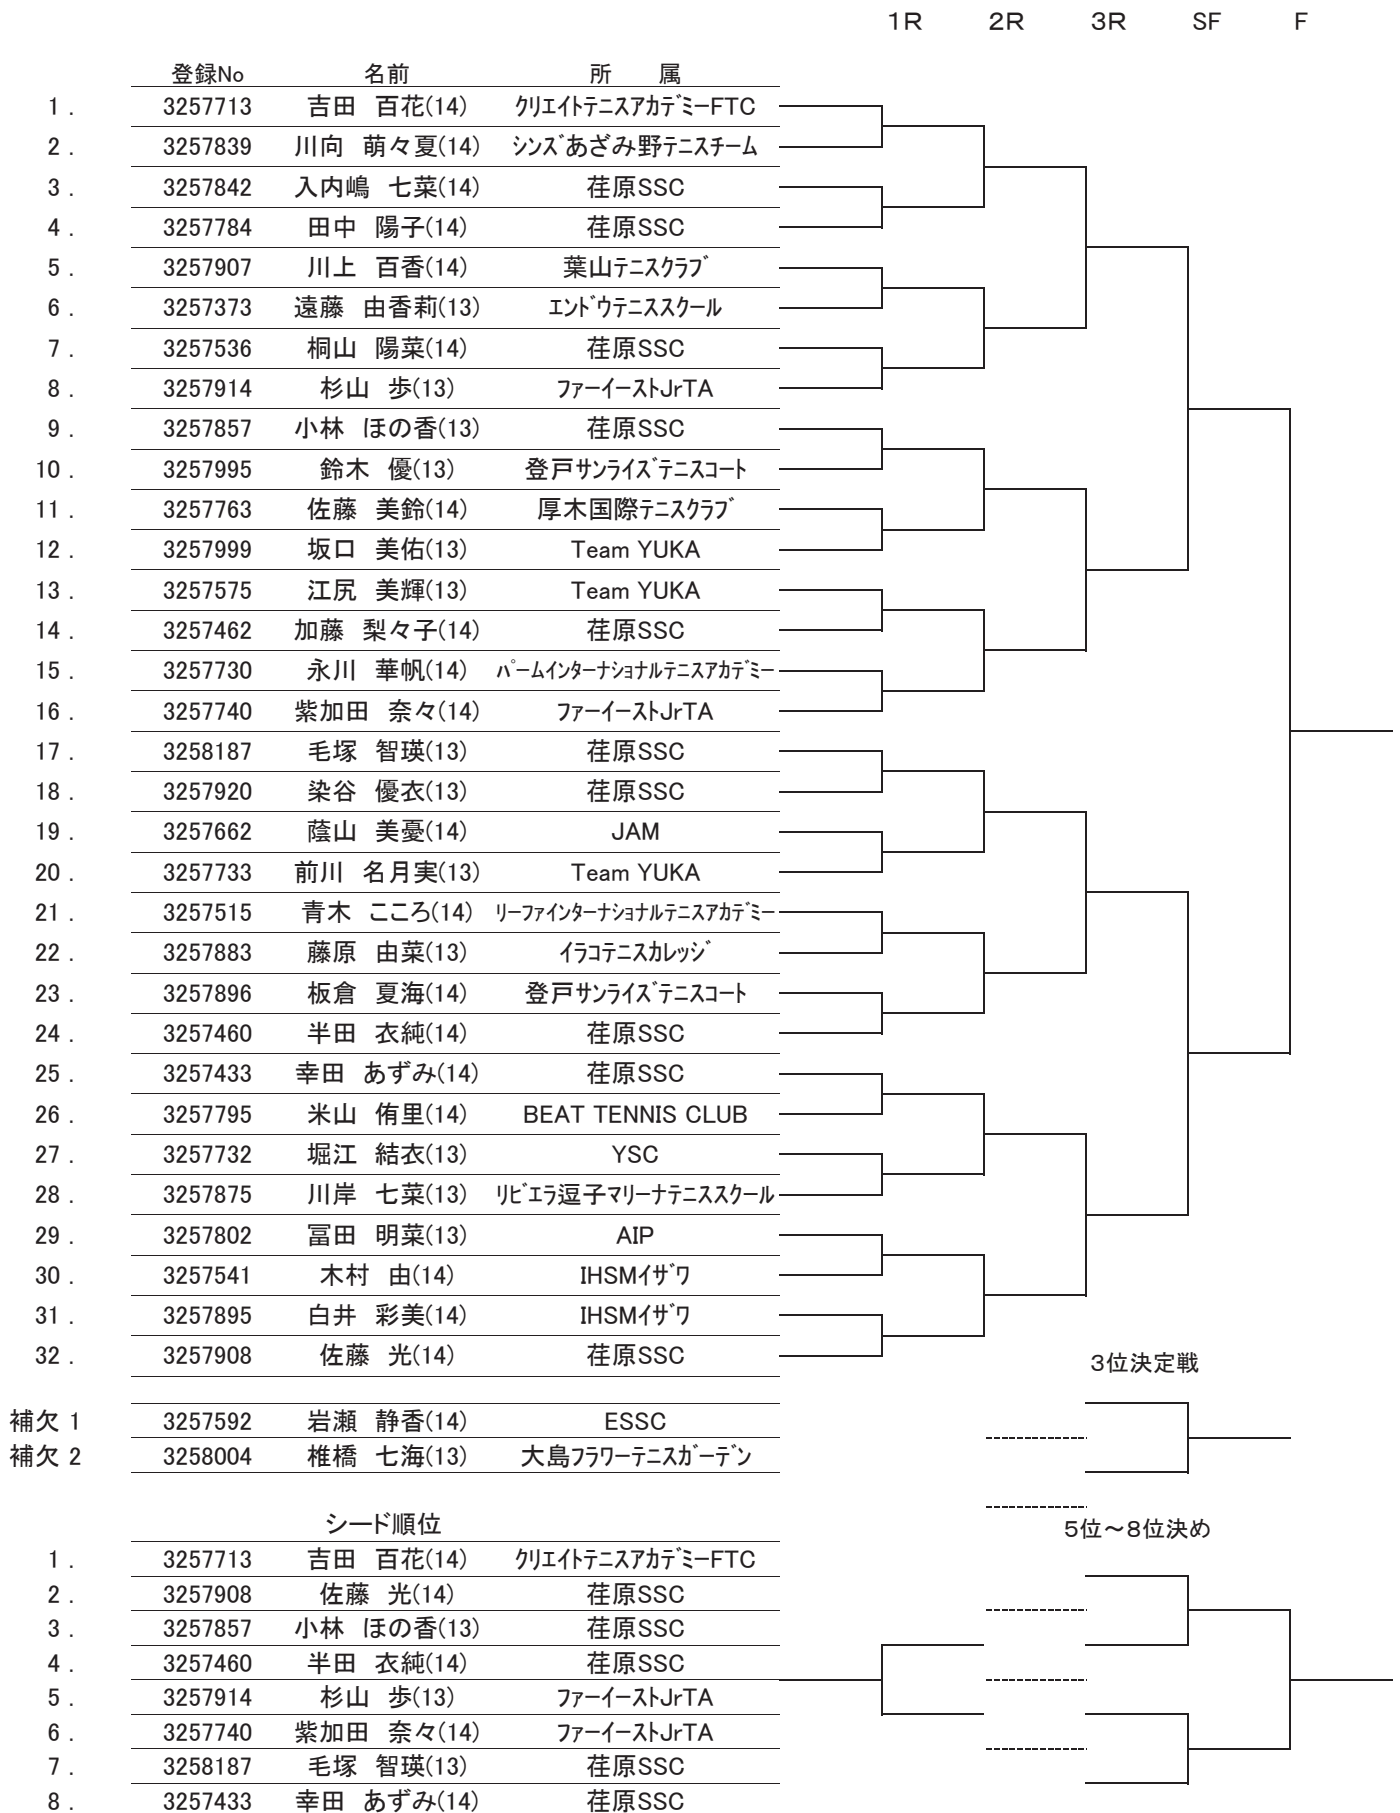 1R 2R 3R SF F
登録No 名前 所 属
1. 3257713 吉田 百花(14) クリエイトテニスアカデミーFTC
2. 3257839 川向 萌々夏(14) シンズあざみ野テニスチーム
3. 3257842 入内嶋 七菜(14) 荏原SSC
4. 3257784 田中 陽子(14) 荏原SSC
5. 3257907 川上 百香(14) 葉山テニスクラブ
6. 3257373 遠藤 由香莉(13) エンドウテニススクール
7. 3257536 桐山 陽菜(14) 荏原SSC
8. 3257914 杉山 歩(13) ファーイーストJrTA
9. 3257857 小林 ほの香(13) 荏原SSC
10. 3257995 鈴木 優(13) 登戸サンライズテニスコート
11. 3257763 佐藤 美鈴(14) 厚木国際テニスクラブ
12. 3257999 坂口 美佑(13) Team YUKA
13. 3257575 江尻 美輝(13) Team YUKA
14. 3257462 加藤 梨々子(14) 荏原SSC
15. 3257730 永川 華帆(14) パームインターナショナルテニスアカデミー
16. 3257740 紫加田 奈々(14) ファーイーストJrTA
17. 3258187 毛塚 智瑛(13) 荏原SSC
18. 3257920 染谷 優衣(13) 荏原SSC
19. 3257662 蔭山 美憂(14) JAM
20. 3257733 前川 名月実(13) Team YUKA
21. 3257515 青木 こころ(14) リーファインターナショナルテニスアカデミー
22. 3257883 藤原 由菜(13) イラコテニスカレッジ
23. 3257896 板倉 夏海(14) 登戸サンライズテニスコート
24. 3257460 半田 衣純(14) 荏原SSC
25. 3257433 幸田 あずみ(14) 荏原SSC
26. 3257795 米山 侑里(14) BEAT TENNIS CLUB
27. 3257732 堀江 結衣(13) YSC
28. 3257875 川岸 七菜(13) リビエラ逗子マリーナテニススクール
29. 3257802 冨田 明菜(13) AIP
30. 3257541 木村 由(14) IHSMイザワ
31. 3257895 白井 彩美(14) IHSMイザワ
32. 3257908 佐藤 光(14) 荏原SSC
3位決定戦
補欠 1 3257592 岩瀬 静香(14) ESSC
補欠 2 3258004 椎橋 七海(13) 大島フラワーテニスガーデン
シード順位
5位～8位決め
1. 3257713 吉田 百花(14) クリエイトテニスアカデミーFTC
2. 3257908 佐藤 光(14) 荏原SSC
3. 3257857 小林 ほの香(13) 荏原SSC
4. 3257460 半田 衣純(14) 荏原SSC
5. 3257914 杉山 歩(13) ファーイーストJrTA
6. 3257740 紫加田 奈々(14) ファーイーストJrTA
7. 3258187 毛塚 智瑛(13) 荏原SSC
8. 3257433 幸田 あずみ(14) 荏原SSC